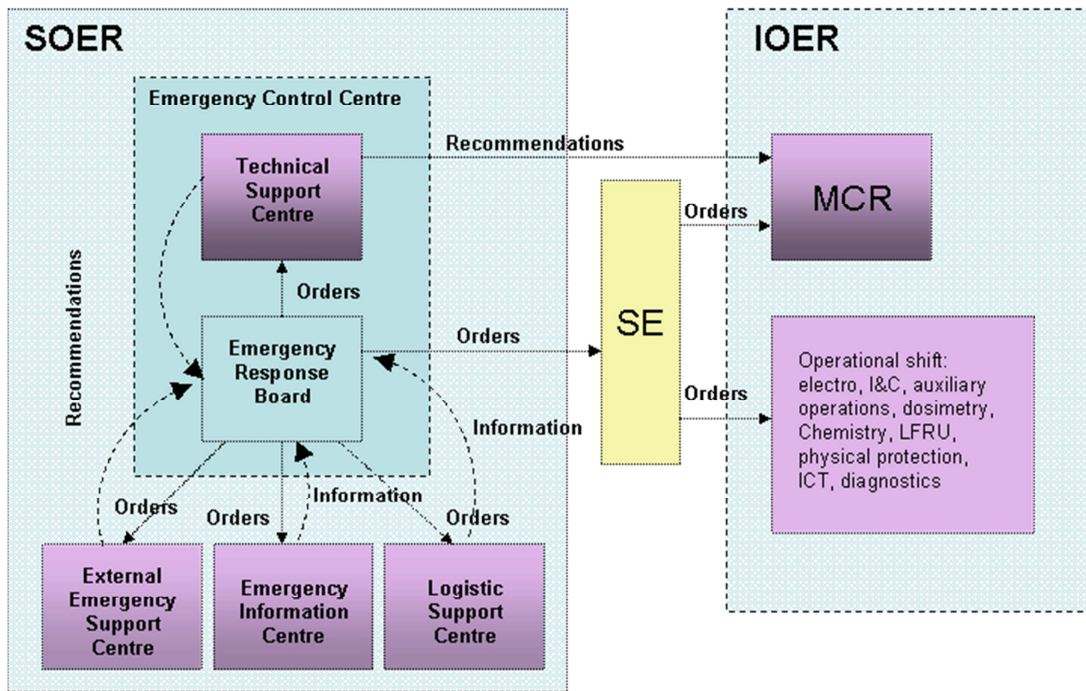 SOER
Emergency Control Centre
Technical
Support
Centre
Recommendations
Orders
Emergency
Response
Board
Orders
Information
Information
Orders
Orders
Orders
External
Emergency
Support
Centre
Emergency
Information
Centre
Logistic
Support
Centre
Recommendations
SE
Orders
Orders
IOER
MCR
Operational shift:
electro, I&C, auxiliary
operations, dosimetry,
Chemistry, LFRU,
physical protection,
ICT, diagnostics